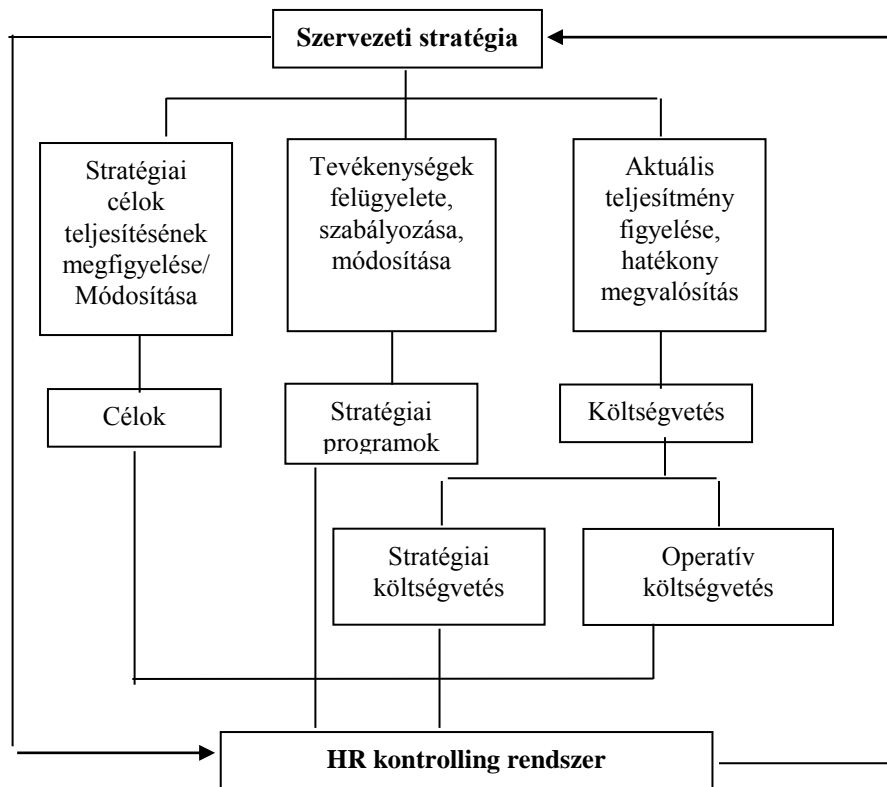 Szervezeti stratégia
Stratégiai
célok
teljesítésének
megfigyelése/
Módosítása
Tevékenységek
felügyelete,
szabályozása,
módosítása
Aktuális
teljesítmény
figyelése,
hatékony
megvalósítás
Célok
Stratégiai
programok
Költségvetés
Stratégiai
költségvetés
Operatív
költségvetés
HR kontrolling rendszer